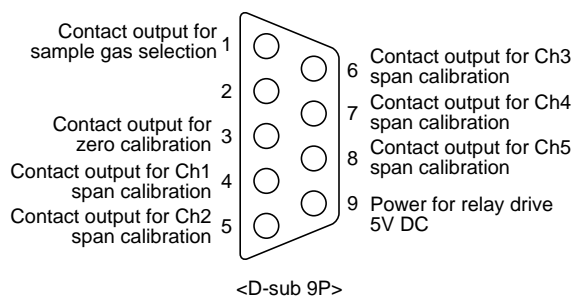 Contact output for
sample gas selection 1
2
Contact output for
zero calibration 3
Contact output for Ch1
span calibration 4
Contact output for Ch2
span calibration 5
6 Contact output for Ch3
span calibration
7 Contact output for Ch4
span calibration
8 Contact output for Ch5
span calibration
9 Power for relay drive
5V DC
<D-sub 9P>